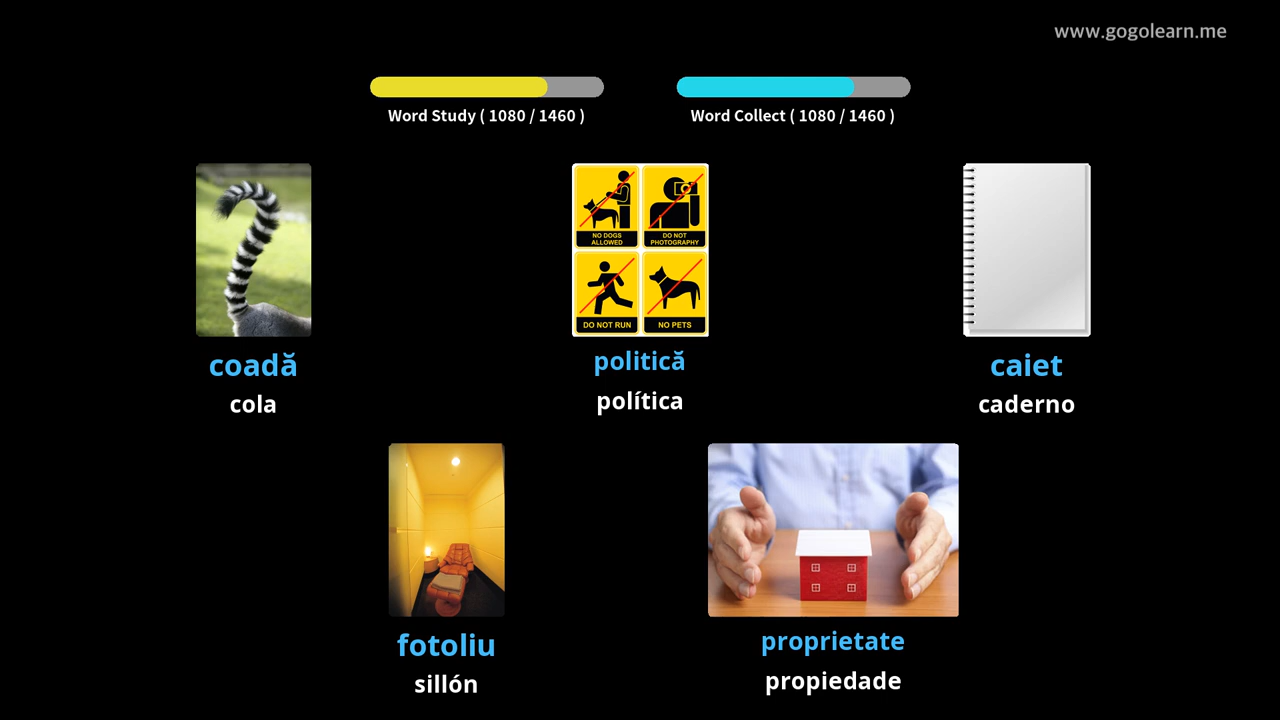 www.gogolearn.me
Word Study ( 1080 / 1460 )
Word Collect ( 1080 / 1460 )
NO DOGS
ALLOWED
DO NOT
PHOTOGRAPHY
DO NOT RUN
NO PETS
coadă
cola
politică
política
caiet
caderno
fotoliu
sillón
proprietate
propiedade